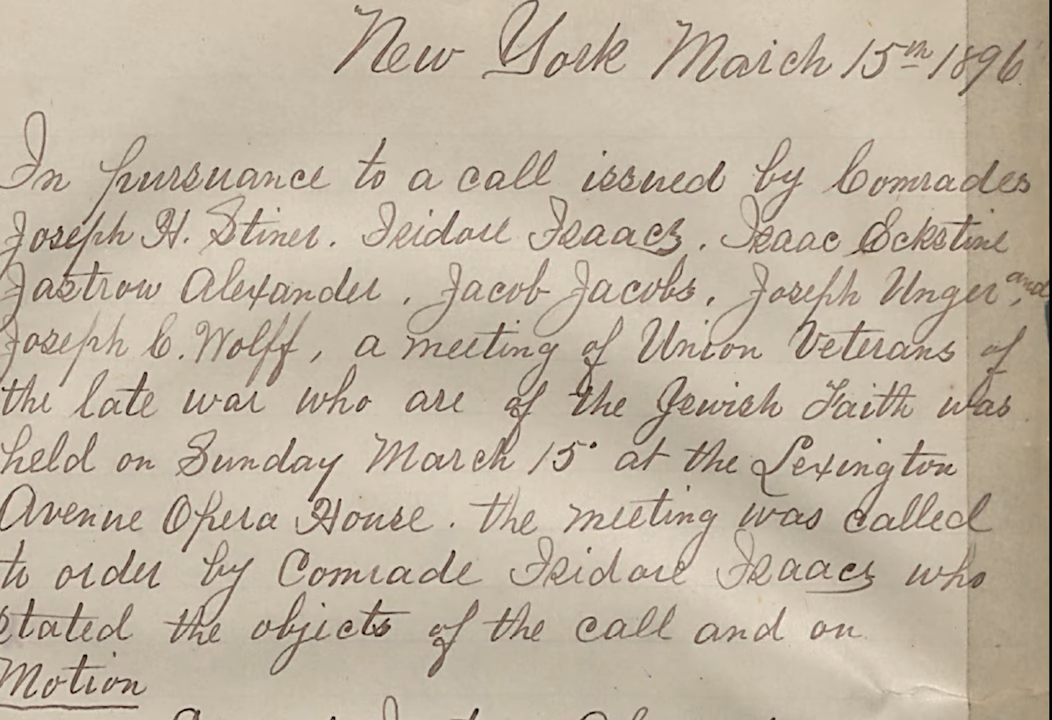 New York March 15th 1896
In pursuance to a call issued by Comrades
Joseph H. Stiner. Isidore Isaacs. Isaac Eckstine
Jastrow Alexander, Jacob Jacobs, Joseph Unger, and
Joseph C. Wolff, a meeting of Union Veterans of
the late war who are of the Jewish Faith was
held on Sunday March 15" at the Lexington
Avenue Opera House. the meeting was called
to order by Comrade Isidore Isaacs who
stated the objects of the call and on
Motion